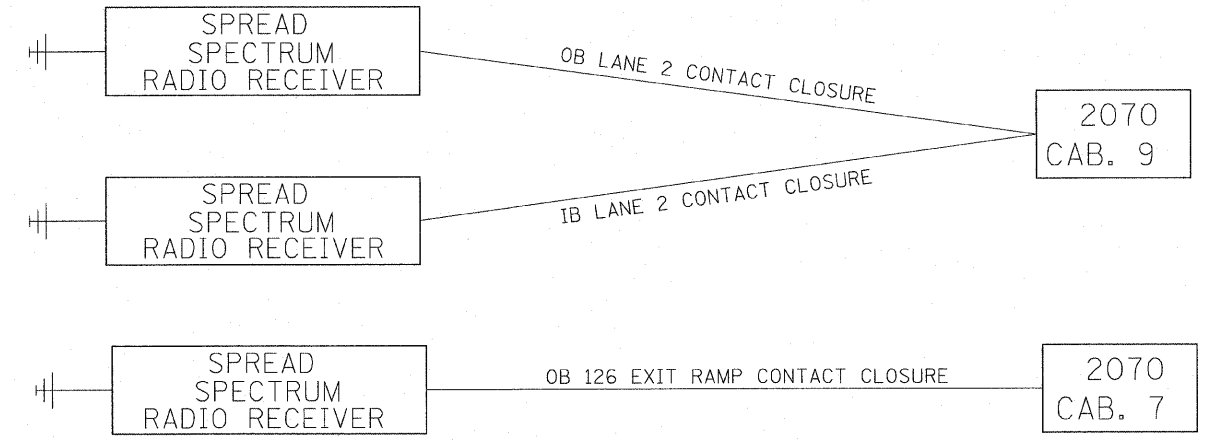 SPREAD
SPECTRUM
RADIO RECEIVER
OB LANE 2 CONTACT CLOSURE
2070
CAB. 9
SPREAD
SPECTRUM
RADIO RECEIVER
IB LANE 2 CONTACT CLOSURE
SPREAD
SPECTRUM
RADIO RECEIVER
OB 126 EXIT RAMP CONTACT CLOSURE
2070
CAB. 7